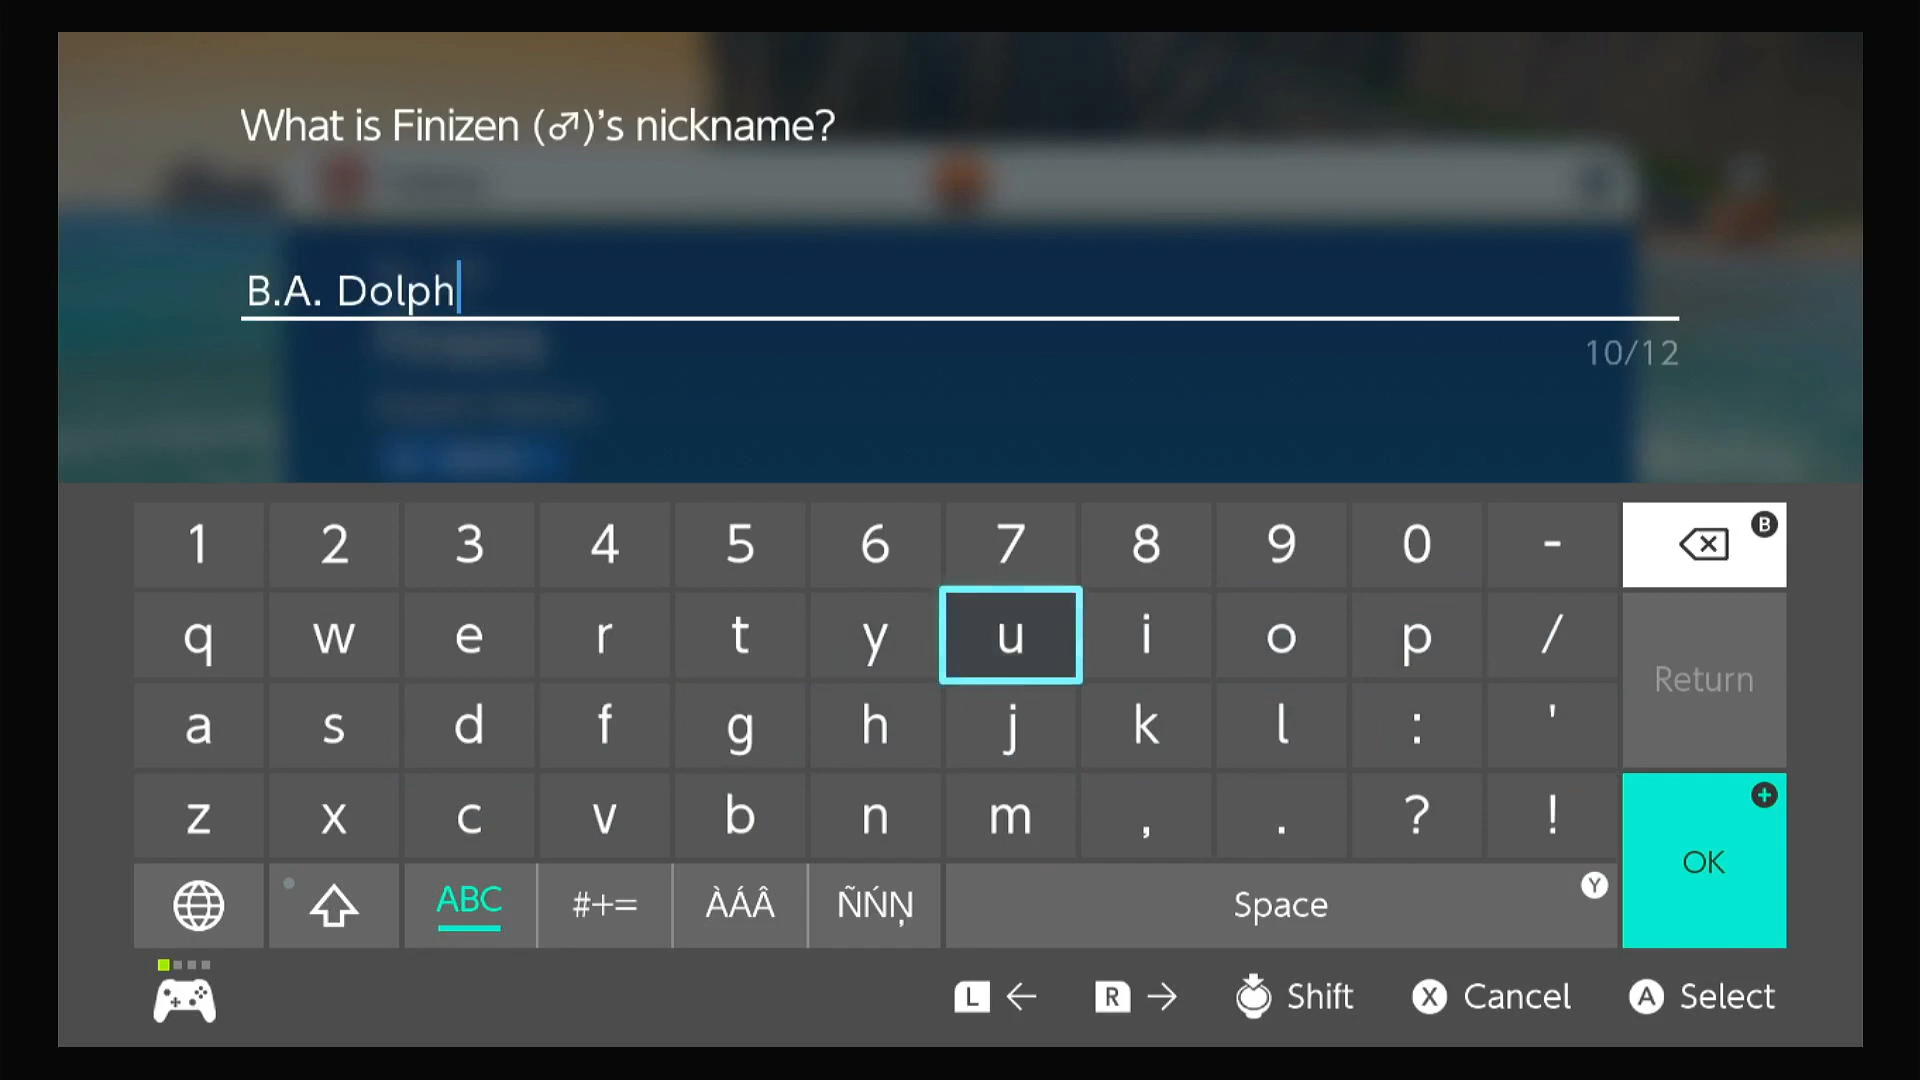 What is Finizen (♂)'s nickname?
B.A. Dolph
10/12
1 2 3 4 5 6 7 8 9 0 - B
q w e r t y u i o p /
Return
a s d f g h j k l : '
z x c v b n m , . ? ! +
OK
ABC #+= ÀÁÂ ÑŃŅ Space Y
L ← R → Shift X Cancel A Select